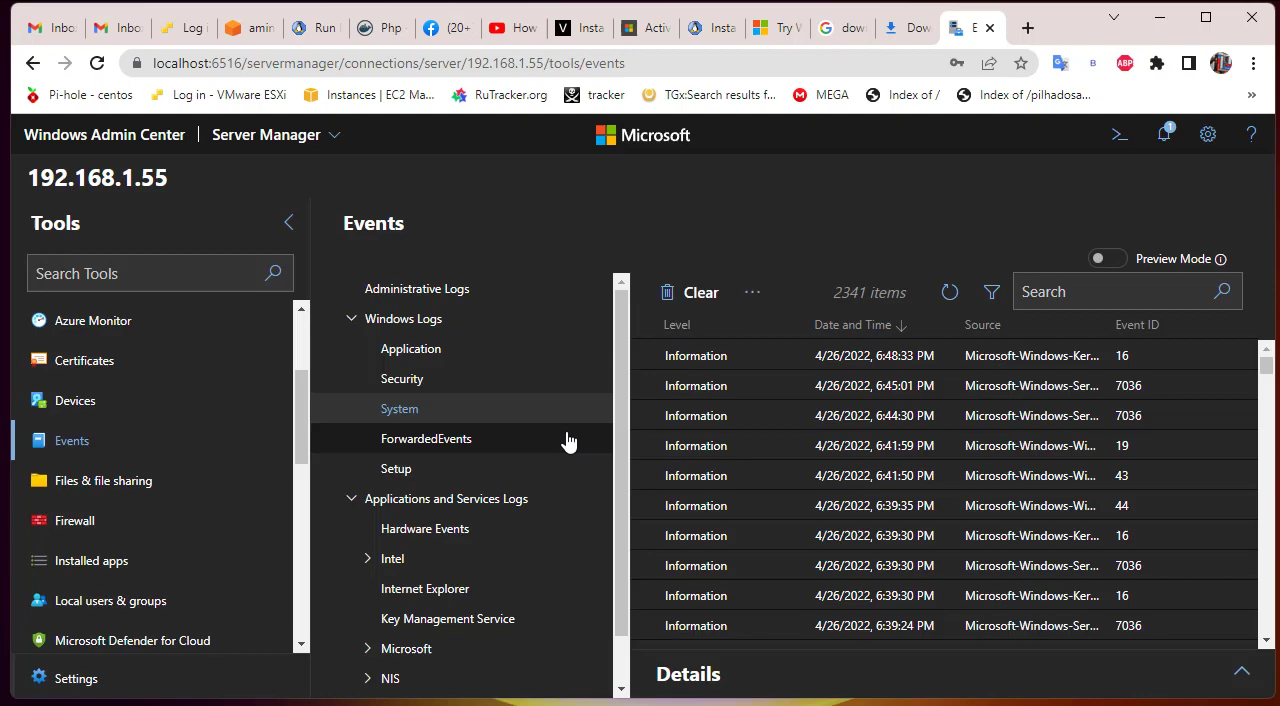 Inbo
Inbo
Log i
amin
Run
Php
(20+
How
Insta
Activ
Insta
Try V
dow
Dow
E
localhost:6516/servermanager/connections/server/192.168.1.55/tools/events
Pi-hole - centos
Log in - VMware ESXi
Instances | EC2 Ma...
RuTracker.org
tracker
TGx:Search results f...
MEGA
Index of /
Index of /pilhadosa...
Windows Admin Center | Server Manager
Microsoft
192.168.1.55
Tools
Search Tools
Azure Monitor
Certificates
Devices
Events
Files & file sharing
Firewall
Installed apps
Local users & groups
Microsoft Defender for Cloud
Settings
Events
Administrative Logs
Windows Logs
Application
Security
System
ForwardedEvents
Setup
Applications and Services Logs
Hardware Events
Intel
Internet Explorer
Key Management Service
Microsoft
NIS
Preview Mode
Clear ... 2341 items Search
Level Date and Time Source Event ID
Information 4/26/2022, 6:48:33 PM Microsoft-Windows-Ker... 16
Information 4/26/2022, 6:45:01 PM Microsoft-Windows-Ser... 7036
Information 4/26/2022, 6:44:30 PM Microsoft-Windows-Ser... 7036
Information 4/26/2022, 6:41:59 PM Microsoft-Windows-Wi... 19
Information 4/26/2022, 6:41:50 PM Microsoft-Windows-Wi... 43
Information 4/26/2022, 6:39:35 PM Microsoft-Windows-Wi... 44
Information 4/26/2022, 6:39:30 PM Microsoft-Windows-Ker... 16
Information 4/26/2022, 6:39:30 PM Microsoft-Windows-Ser... 7036
Information 4/26/2022, 6:39:30 PM Microsoft-Windows-Ker... 16
Information 4/26/2022, 6:39:24 PM Microsoft-Windows-Ser... 7036
Details